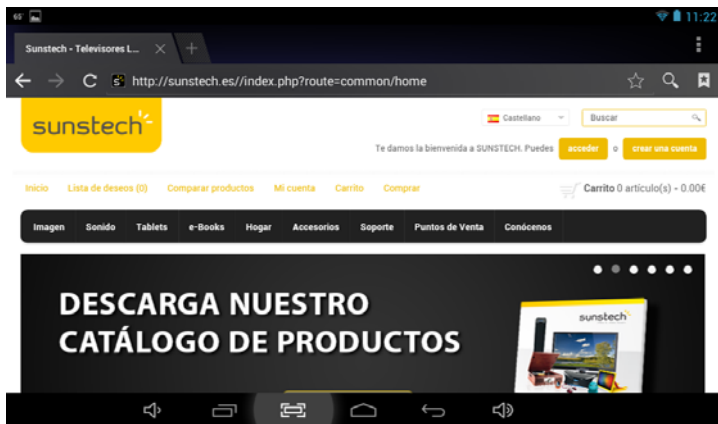 65°
11:22
Sunstech - Televisores L...
http://sunstech.es//index.php?route=common/home
sunstech
Castellano
Buscar
Te damos la bienvenida a SUNSTECH. Puedes acceder o crear una cuenta
Inicio Lista de deseos (0) Comparar productos Mi cuenta Carrito Comprar Carrito 0 artículo(s) - 0.00€
Imagen Sonido Tablets e-Books Hogar Accesorios Soporte Puntos de Venta Conócenos
DESCARGA NUESTRO
CATÁLOGO DE PRODUCTOS
sunstech